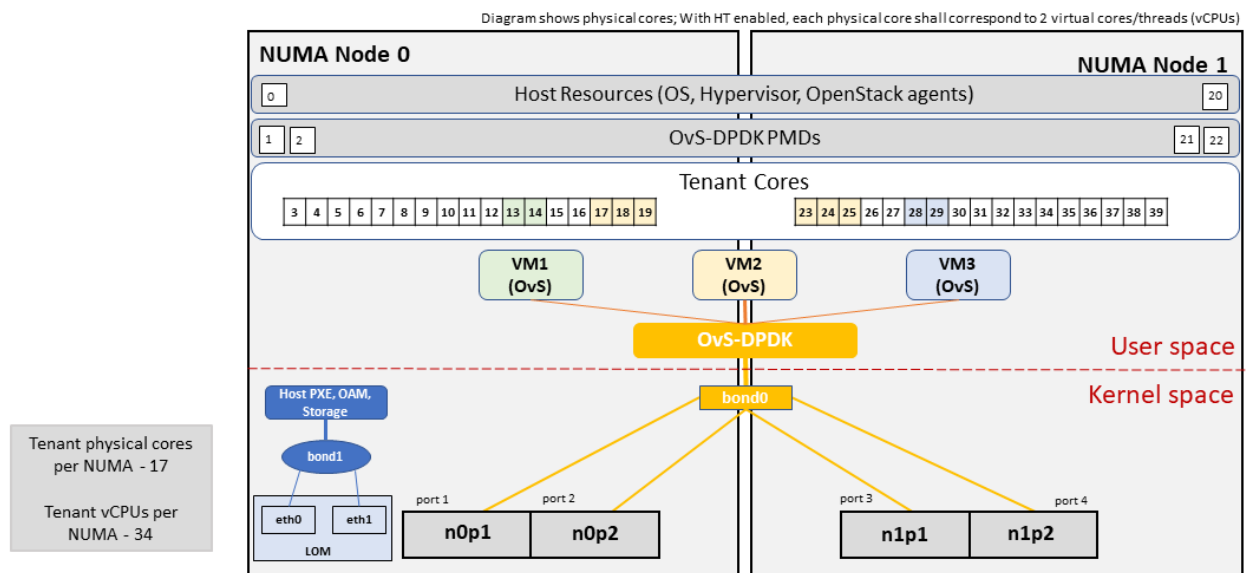 Diagram shows physical cores; With HT enabled, each physical core shall correspond to 2 virtual cores/threads (vCPUs)
NUMA Node 0
NUMA Node 1
0
Host Resources (OS, Hypervisor, OpenStack agents)
20
1 2
OvS-DPDK PMDs
21 22
Tenant Cores
3 4 5 6 7 8 9 10 11 12 13 14 15 16 17 18 19
23 24 25 26 27 28 29 30 31 32 33 34 35 36 37 38 39
VM1
(OvS)
VM2
(OvS)
VM3
(OvS)
OvS-DPDK
User space
Kernel space
Host PXE, OAM,
Storage
bond0
bond1
Tenant physical cores
per NUMA - 17
Tenant vCPUs per
NUMA - 34
eth0
eth1
LOM
port 1
port 2
n0p1
n0p2
port 3
port 4
n1p1
n1p2